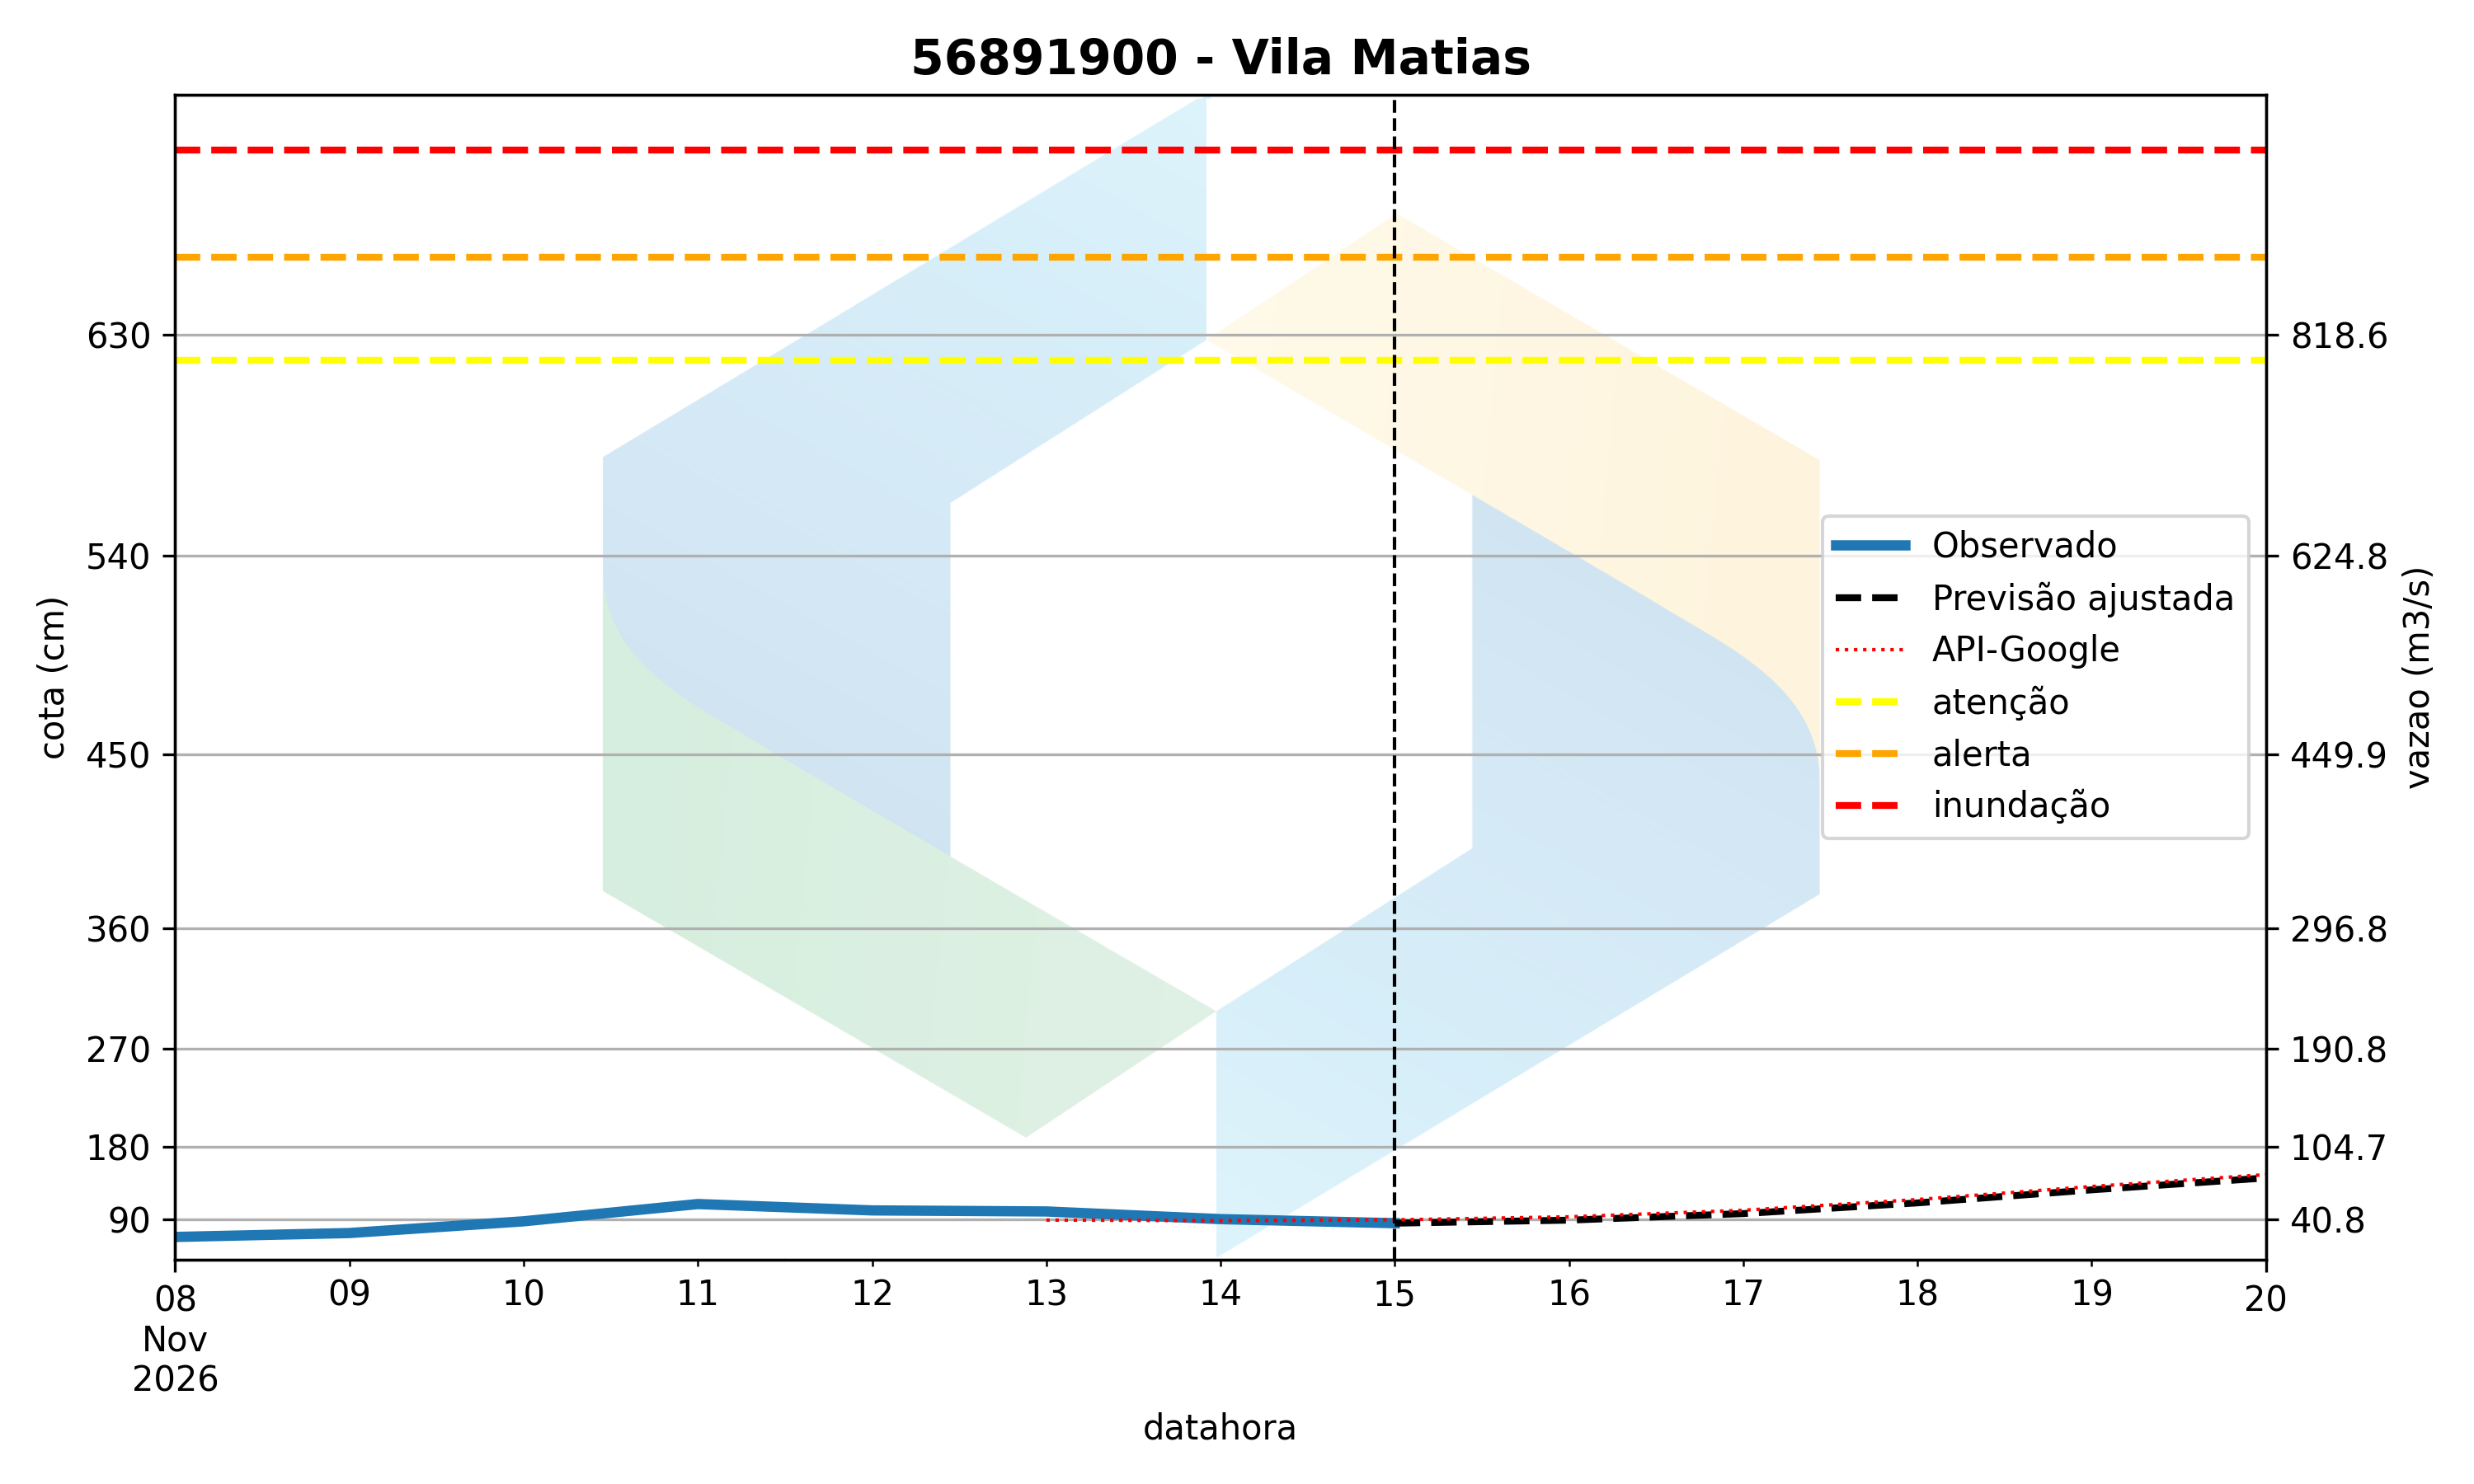 56891900 - Vila Matias
630
540
450
360
270
180
90
cota (cm)
818.6
624.8
449.9
296.8
190.8
104.7
40.8
vazao (m3/s)
Observado
Previsão ajustada
API-Google
atenção
alerta
inundação
08
Nov
2026
09
10
11
12
13
14
15
16
17
18
19
20
datahora